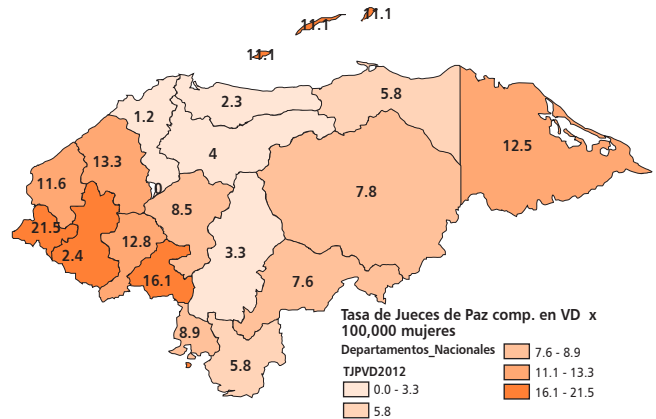 11.1
11.1
11.1
2.3
5.8
1.2
12.5
4
13.3
11.6
0
7.8
8.5
21.5
12.8
2.4
3.3
16.1
7.6
8.9
5.8
Tasa de Jueces de Paz comp. en VD x
100,000 mujeres
Departamentos_Nacionales
TJPVD2012
0.0 - 3.3
5.8
7.6 - 8.9
11.1 - 13.3
16.1 - 21.5